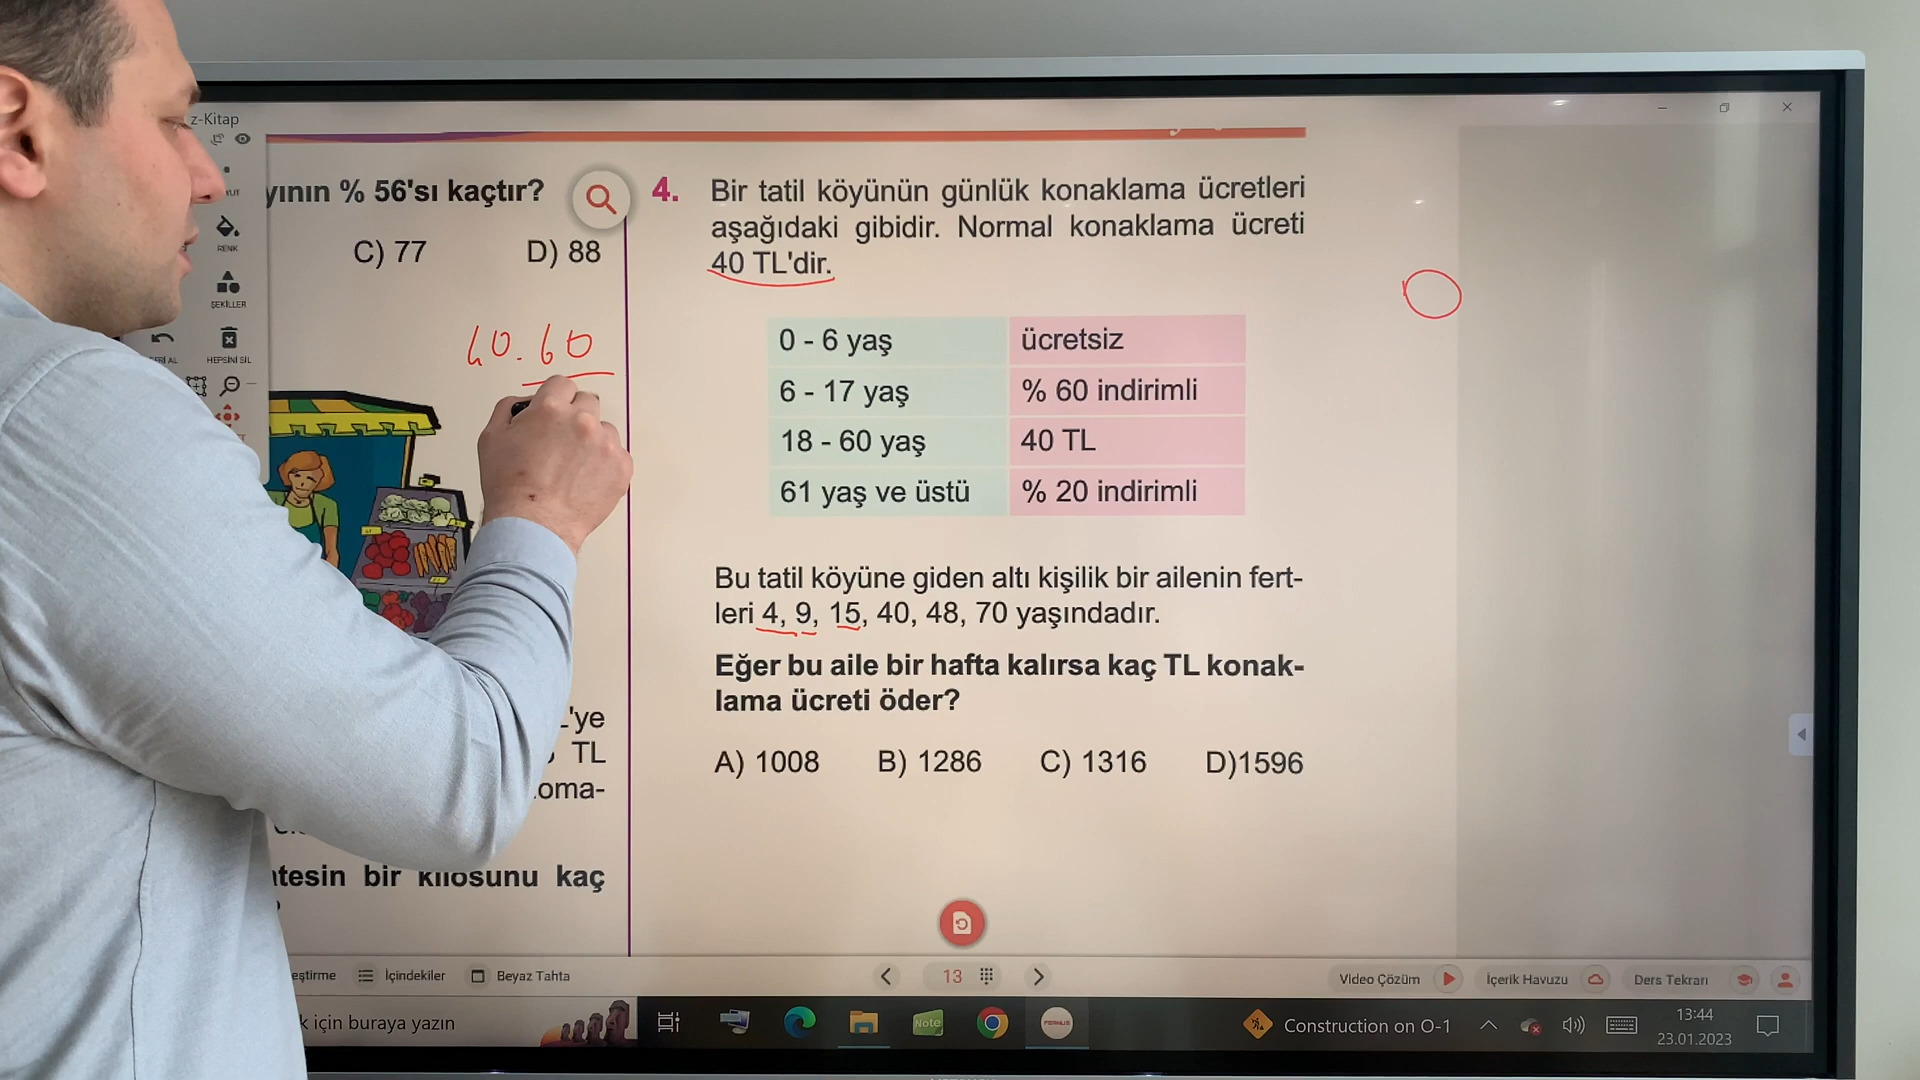 z-Kitap
RENK
ŞEKİLLER
HEPSİNİ SİL
yının % 56'sı kaçtır?
C) 77 D) 88
40.60
'ye
TL
oma-
tesin bir kilosunu kaç
4. Bir tatil köyünün günlük konaklama ücretleri
aşağıdaki gibidir. Normal konaklama ücreti
40 TL'dir.
0 - 6 yaş ücretsiz
6 - 17 yaş % 60 indirimli
18 - 60 yaş 40 TL
61 yaş ve üstü % 20 indirimli
Bu tatil köyüne giden altı kişilik bir ailenin fert-
leri 4, 9, 15, 40, 48, 70 yaşındadır.
Eğer bu aile bir hafta kalırsa kaç TL konak-
lama ücreti öder?
A) 1008 B) 1286 C) 1316 D)1596
eştirme İçindekiler Beyaz Tahta 13 Video Çözüm İçerik Havuzu Ders Tekrarı
k için buraya yazın Note FERNUS Construction on O-1 13:44
23.01.2023